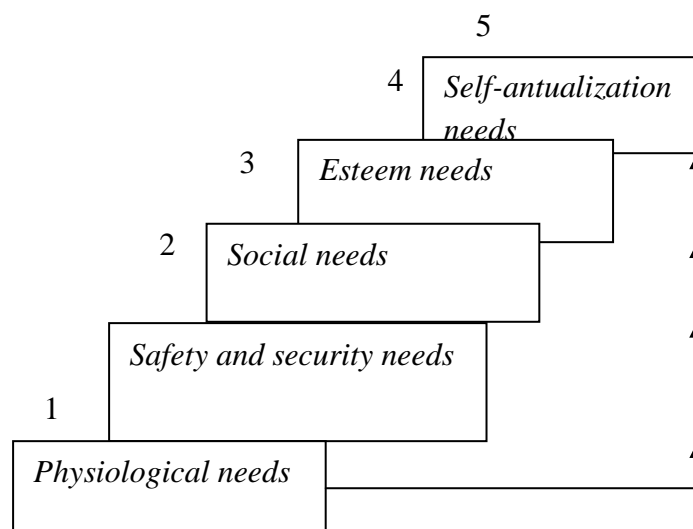 5
4
Self-antualization
needs
3
Esteem needs
2
Social needs
Safety and security needs
1
Physiological needs